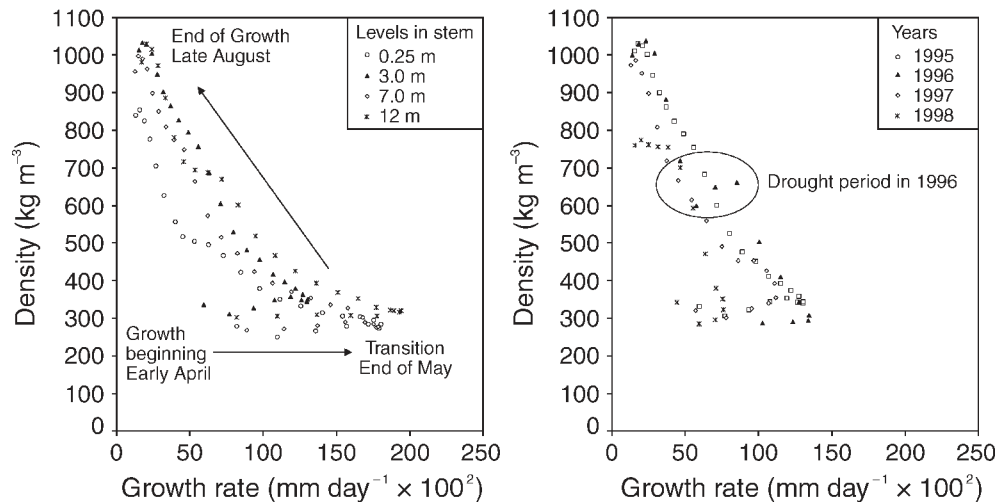 1100
1000
900
800
700
600
500
400
300
200
100
0
Density (kg m⁻³)
0 50 100 150 200 250
Growth rate (mm day⁻¹ × 10²)
End of Growth
Late August
Levels in stem
0.25 m
3.0 m
7.0 m
12 m
Growth
beginning
Early April
Transition
End of May
1100
1000
900
800
700
600
500
400
300
200
100
0
Density (kg m⁻³)
0 50 100 150 200 250
Growth rate (mm day⁻¹ × 100²)
Years
1995
1996
1997
1998
Drought period in 1996